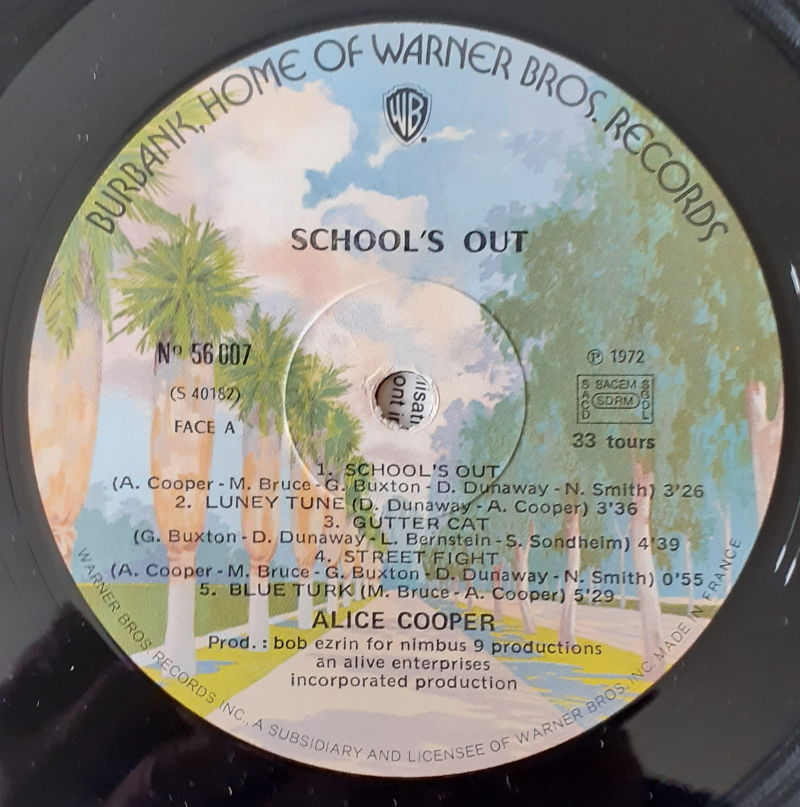 BURBANK, HOME OF WARNER BROS. RECORDS
WB
SCHOOL'S OUT
Nº 56 007
(S 40182)
FACE A
℗ 1972
SACEM
SACD
SDRM
SGDL
33 tours
1. SCHOOL'S OUT
(A. Cooper - M. Bruce - G. Buxton - D. Dunaway - N. Smith) 3'26
2. LUNEY TUNE (D. Dunaway - A. Cooper) 3'36
3. GUTTER CAT
(G. Buxton - D. Dunaway - L. Bernstein - S. Sondheim) 4'39
4. STREET FIGHT
(A. Cooper - M. Bruce - G. Buxton - D. Dunaway - N. Smith) 0'55
5. BLUE TURK (M. Bruce - A. Cooper) 5'29
ALICE COOPER
Prod. : bob ezrin for nimbus 9 productions
an alive enterprises
incorporated production
WARNER BROS RECORDS INC., A SUBSIDIARY AND LICENSEE OF WARNER BROS. INC. MADE IN FRANCE